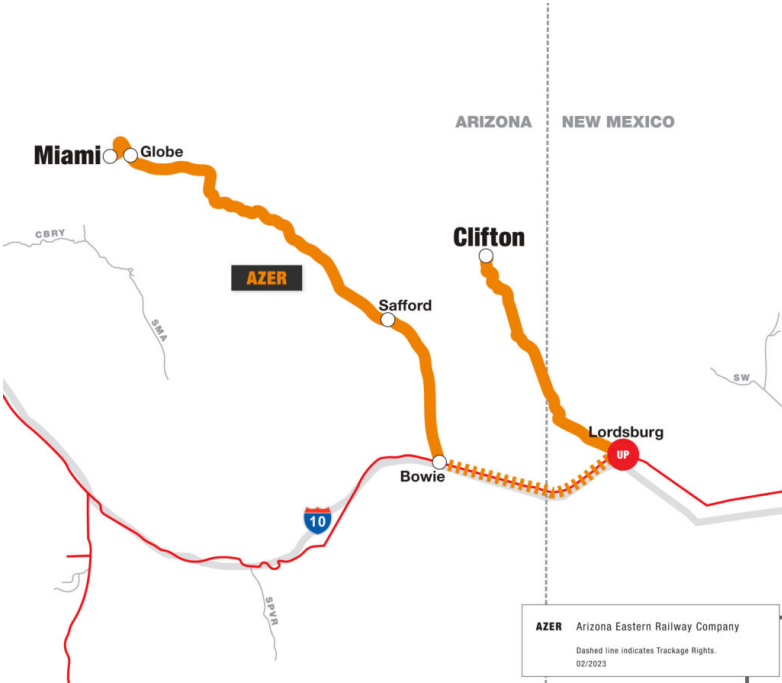 ARIZONA
NEW MEXICO
Miami
Globe
CBRY
Clifton
AZER
Safford
SMA
SW
Lordsburg
UP
Bowie
10
SPVR
AZER Arizona Eastern Railway Company
Dashed line indicates Trackage Rights.
02/2023